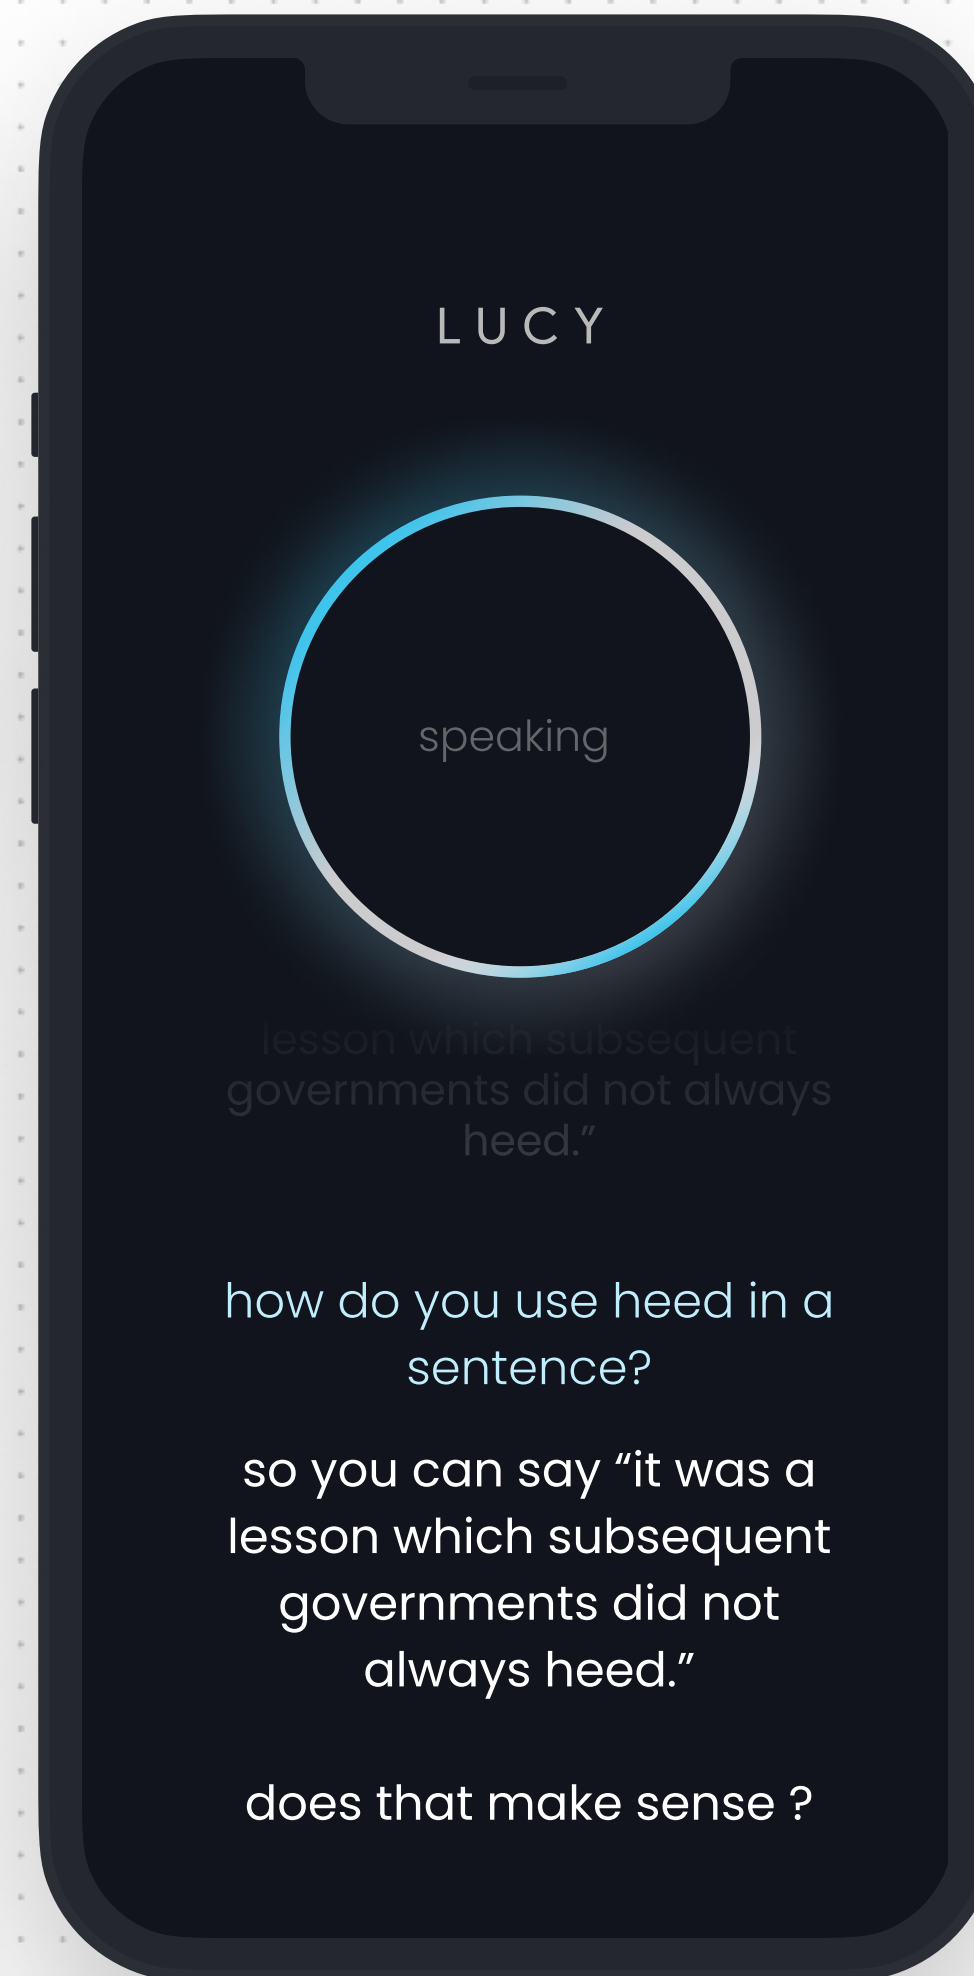 LUCY
speaking
lesson which subsequent
governments did not always
heed.”
how do you use heed in a
sentence?
so you can say “it was a
lesson which subsequent
governments did not
always heed.”
does that make sense ?